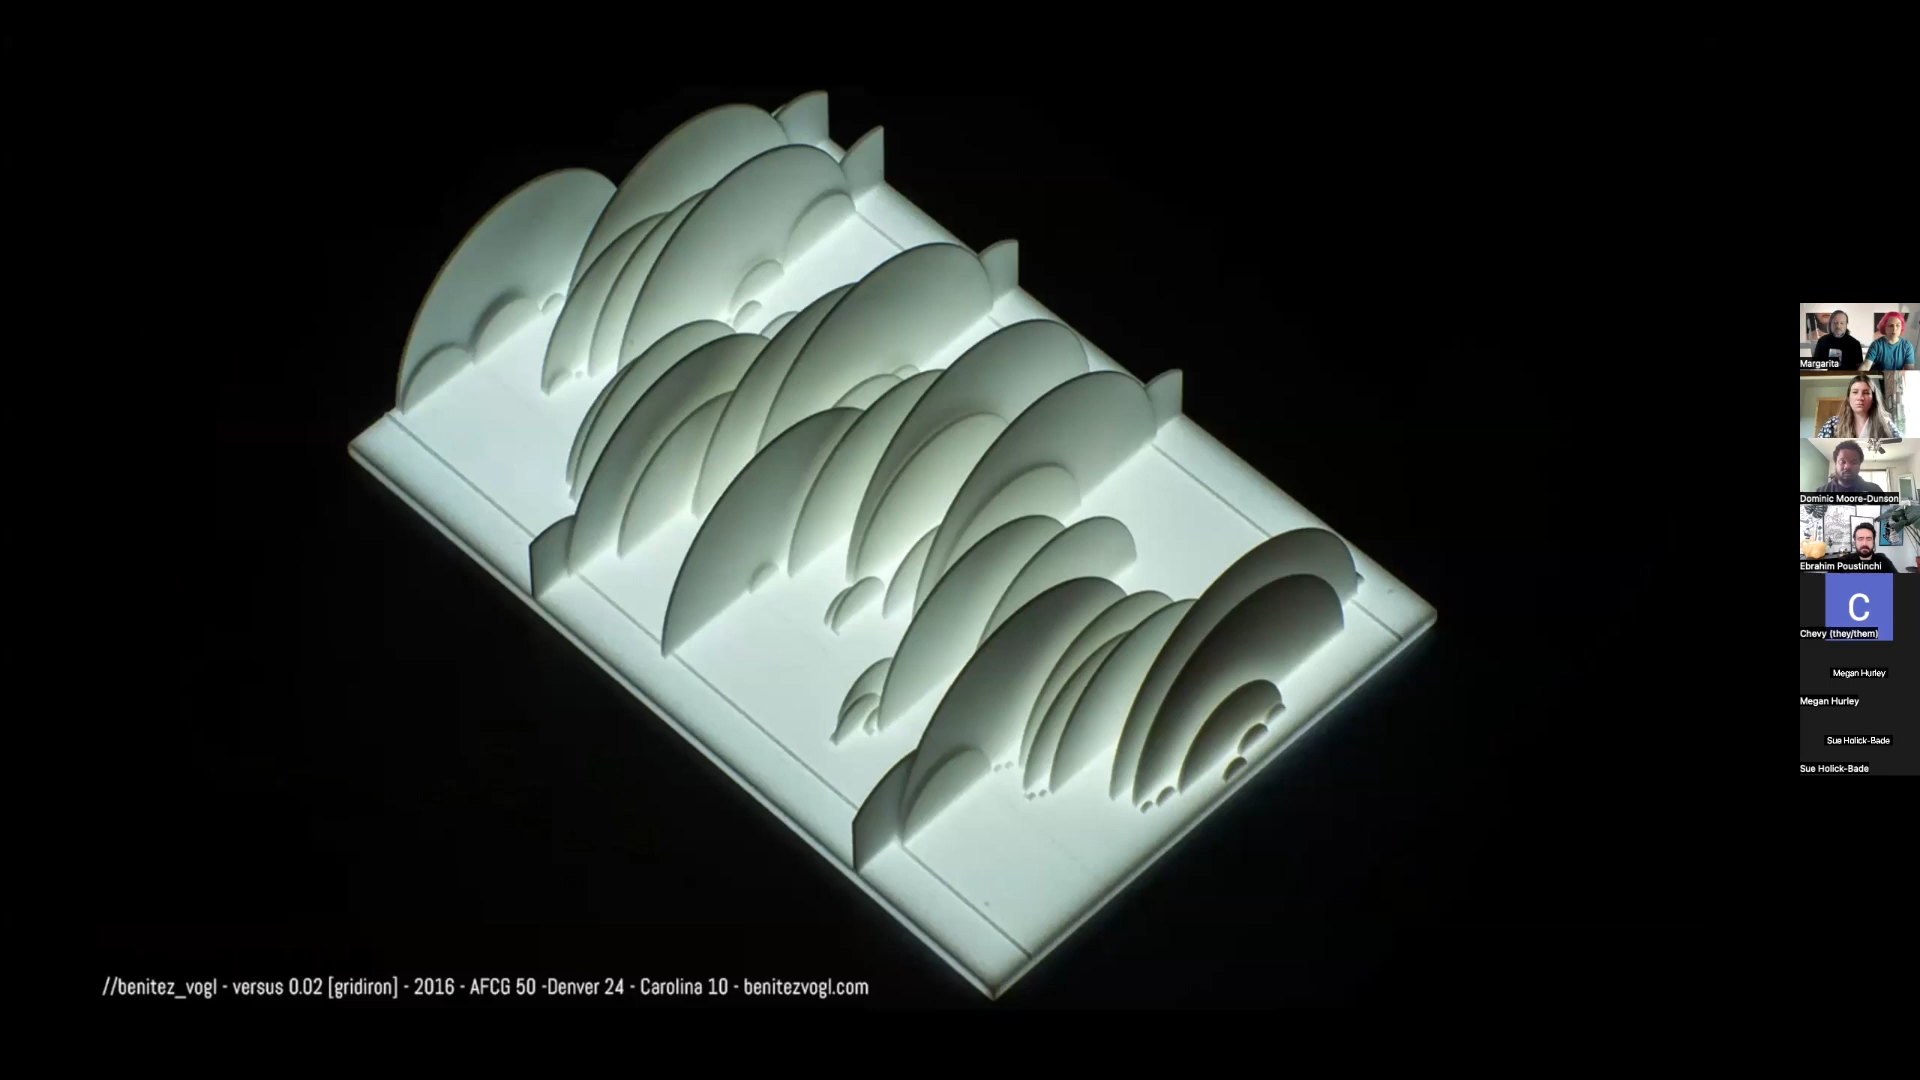 //benitez_vogl - versus 0.02 [gridiron] - 2016 - AFCG 50 -Denver 24 - Carolina 10 - benitezvogl.com
Margarita
Dominic Moore-Dunson
Ebrahim Poustinchi
C
Chevy (they/them)
Megan Hurley
Megan Hurley
Sue Holick-Bade
Sue Holick-Bade